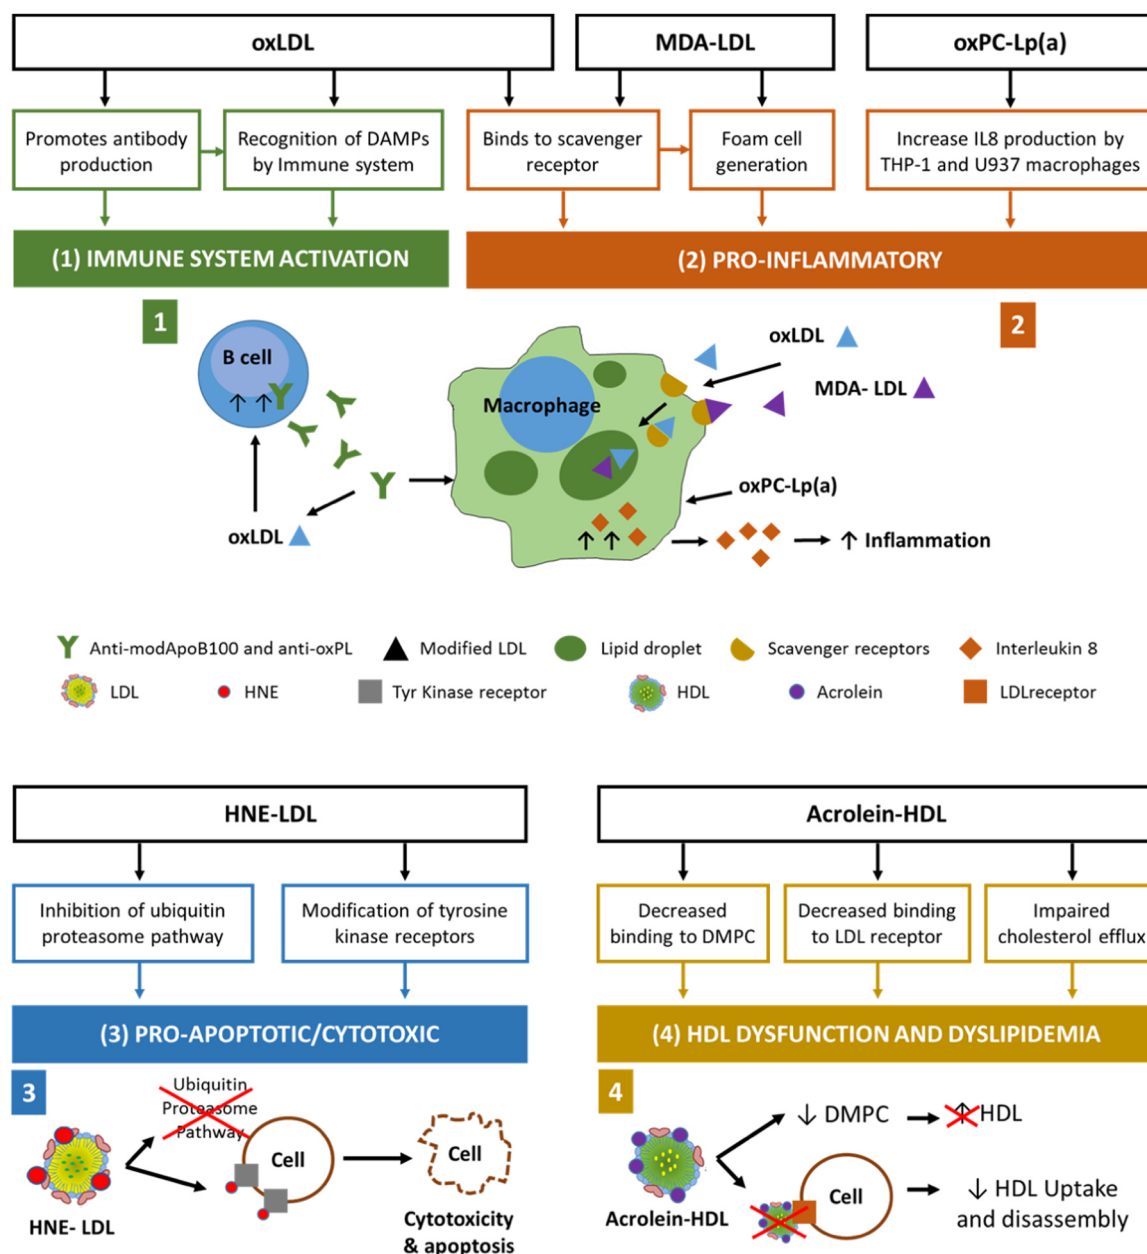 oxLDL
MDA-LDL
oxPC-Lp(a)
Promotes antibody
production
Recognition of DAMPs
by Immune system
Binds to scavenger
receptor
Foam cell
generation
Increase IL8 production by
THP-1 and U937 macrophages
(1) IMMUNE SYSTEM ACTIVATION
(2) PRO-INFLAMMATORY
1
2
B cell
↑ ↑
Macrophage
oxLDL
MDA- LDL
oxPC-Lp(a)
oxLDL
↑ ↑
↑ Inflammation
Anti-modApoB100 and anti-oxPL
Modified LDL
Lipid droplet
Scavenger receptors
Interleukin 8
LDL
HNE
Tyr Kinase receptor
HDL
Acrolein
LDLreceptor
HNE-LDL
Acrolein-HDL
Inhibition of ubiquitin
proteasome pathway
Modification of tyrosine
kinase receptors
Decreased
binding to DMPC
Decreased binding
to LDL receptor
Impaired
cholesterol efflux
(3) PRO-APOPTOTIC/CYTOTOXIC
(4) HDL DYSFUNCTION AND DYSLIPIDEMIA
3
Ubiquitin
Proteasome
Pathway
Cell
Cell
HNE- LDL
Cytotoxicity
& apoptosis
4
↓ DMPC
↑ HDL
Cell
Acrolein-HDL
↓ HDL Uptake
and disassembly